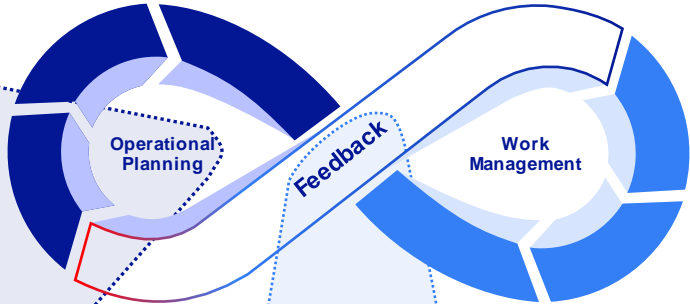 Operational
Planning
Feedback
Work
Management